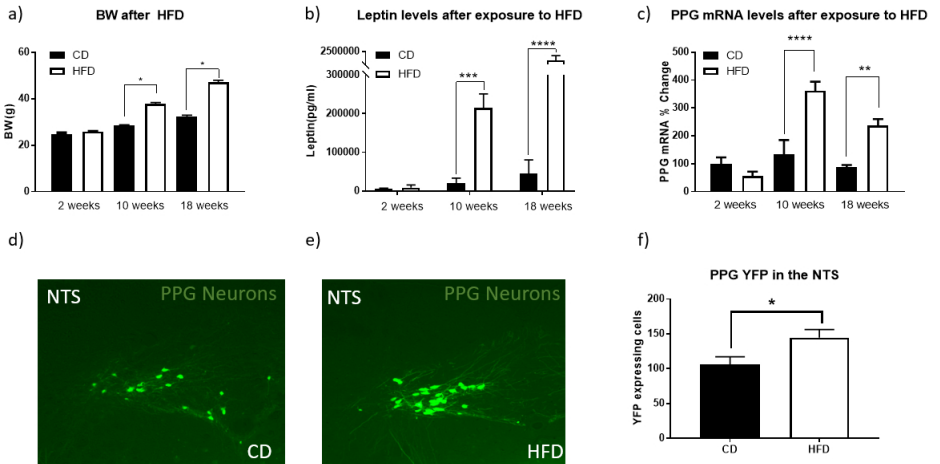 a)
BW after HFD
CD
HFD
BW(g)
60
40
20
0
*
*
2 weeks
10 weeks
18 weeks
b)
Leptin levels after exposure to HFD
CD
HFD
Leptin(pg/ml)
2500000
300000
200000
100000
0
***
****
2 weeks
10 weeks
18 weeks
c)
PPG mRNA levels after exposure to HFD
CD
HFD
PPG mRNA % Change
500
400
300
200
100
0
****
**
2 weeks
10 weeks
18 weeks
d)
NTS
PPG Neurons
CD
e)
NTS
PPG Neurons
HFD
f)
PPG YFP in the NTS
YFP expressing cells
200
150
100
50
0
*
CD
HFD